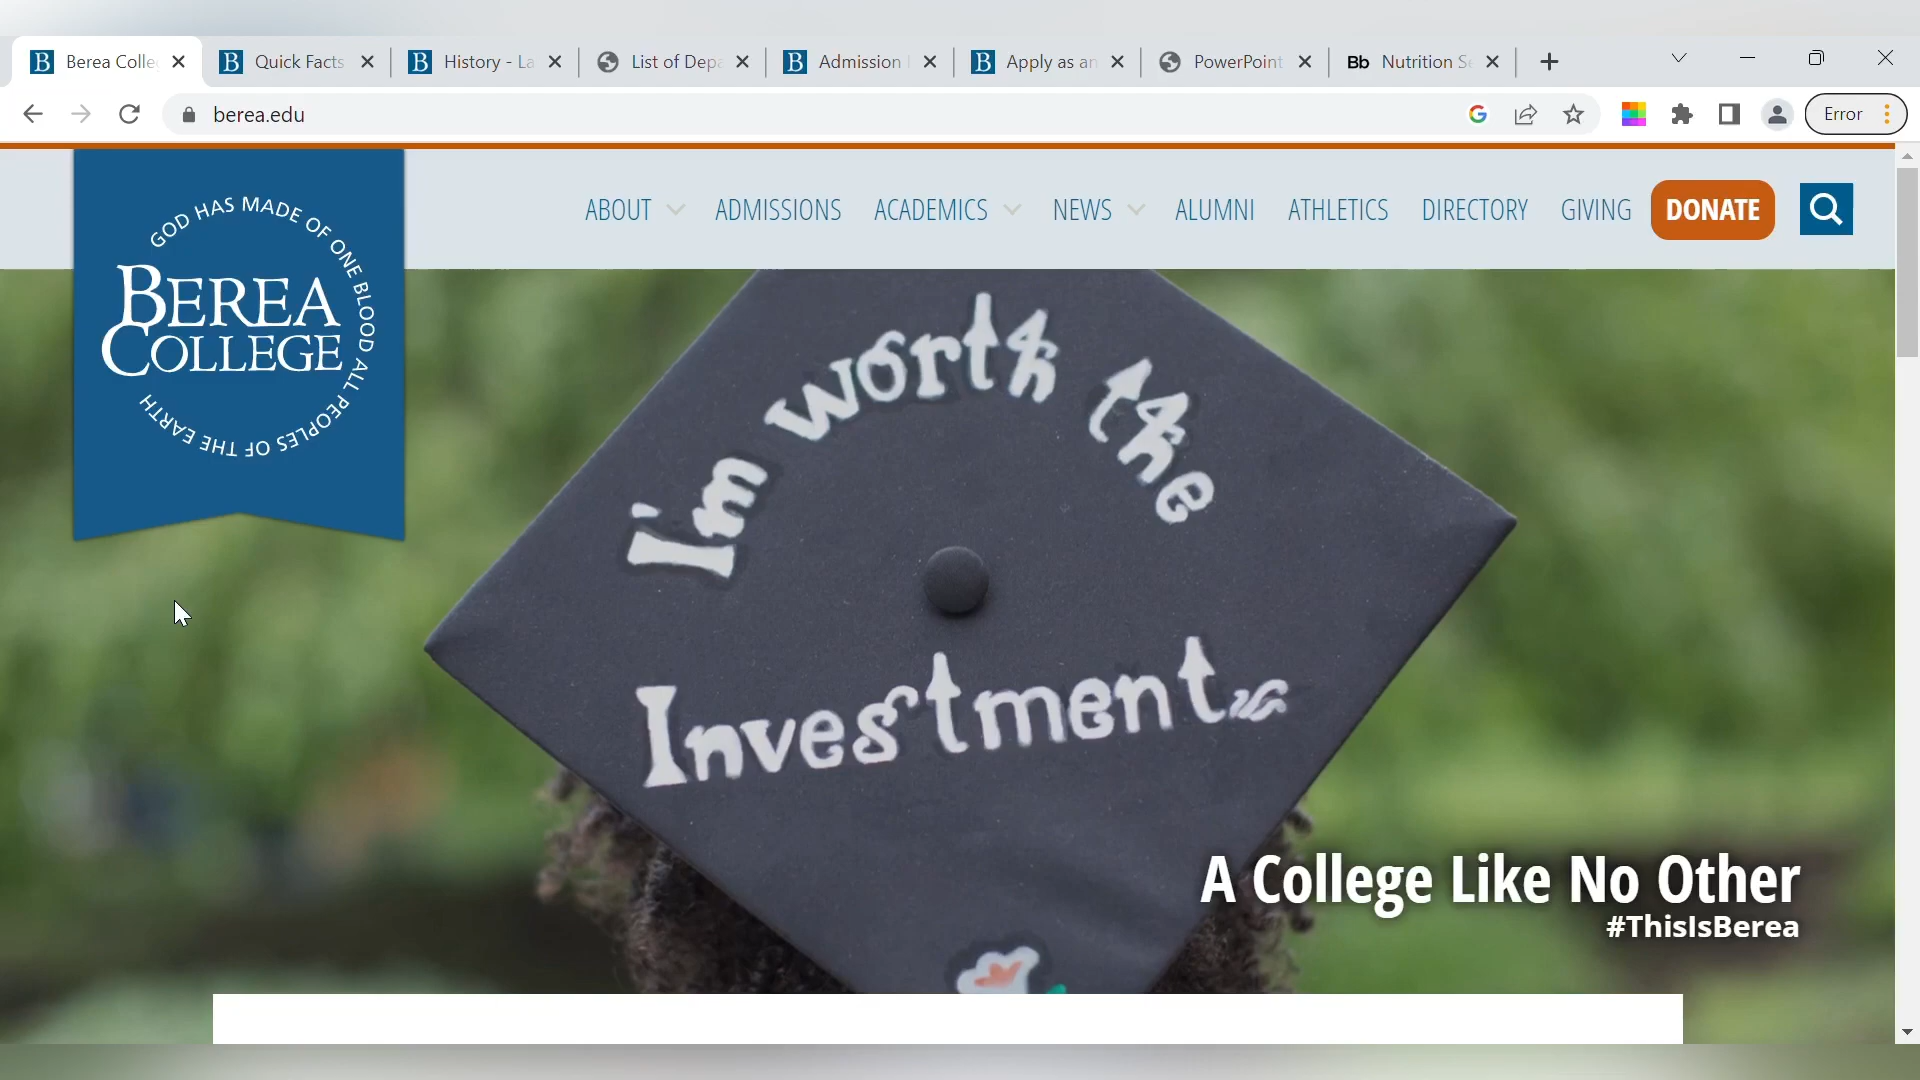 Berea Colle
Quick Facts
History - La
List of Depa
Admission
Apply as an
PowerPoint
Bb
Nutrition Se
berea.edu
Error
ABOUT
ADMISSIONS
ACADEMICS
NEWS
ALUMNI
ATHLETICS
DIRECTORY
GIVING
DONATE
GOD HAS MADE OF ONE BLOOD ALL PEOPLES OF THE EARTH
BEREA
COLLEGE
I'm worth the
Investment
A College Like No Other
#ThisIsBerea